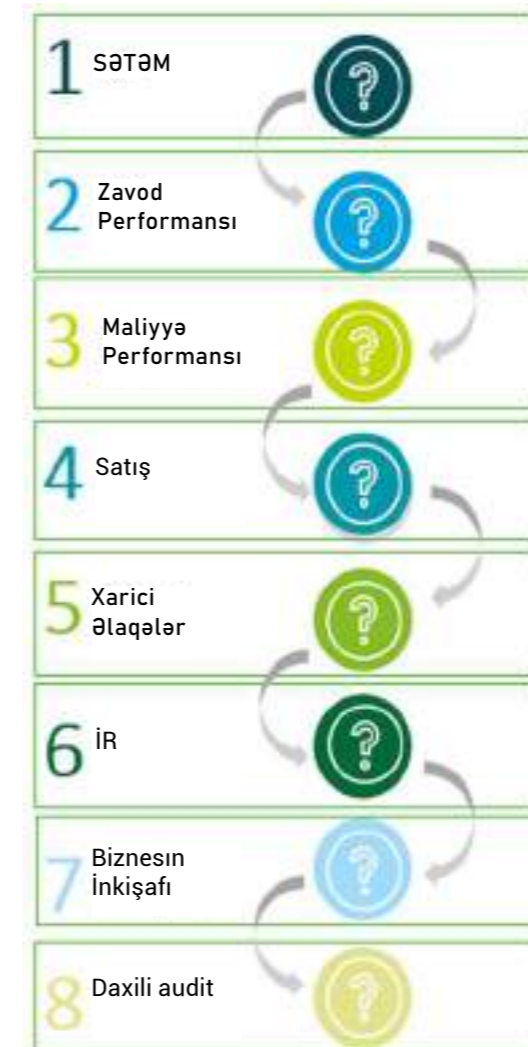 1 SƏTƏM
2 Zavod
Performansı
3 Maliyyə
Performansı
4 Satış
5 Xarici
Əlaqələr
6 İR
7 Biznesın
İnkişafı
8 Daxili audit